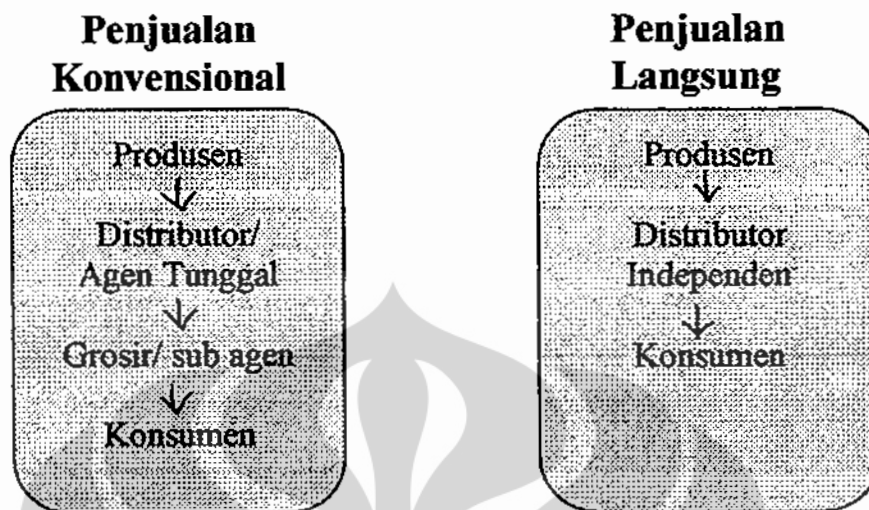 Penjualan
Konvensional
Produsen
Distributor/
Agen Tunggal
Grosir/ sub agen
Konsumen
Penjualan
Langsung
Produsen
Distributor
Independen
Konsumen